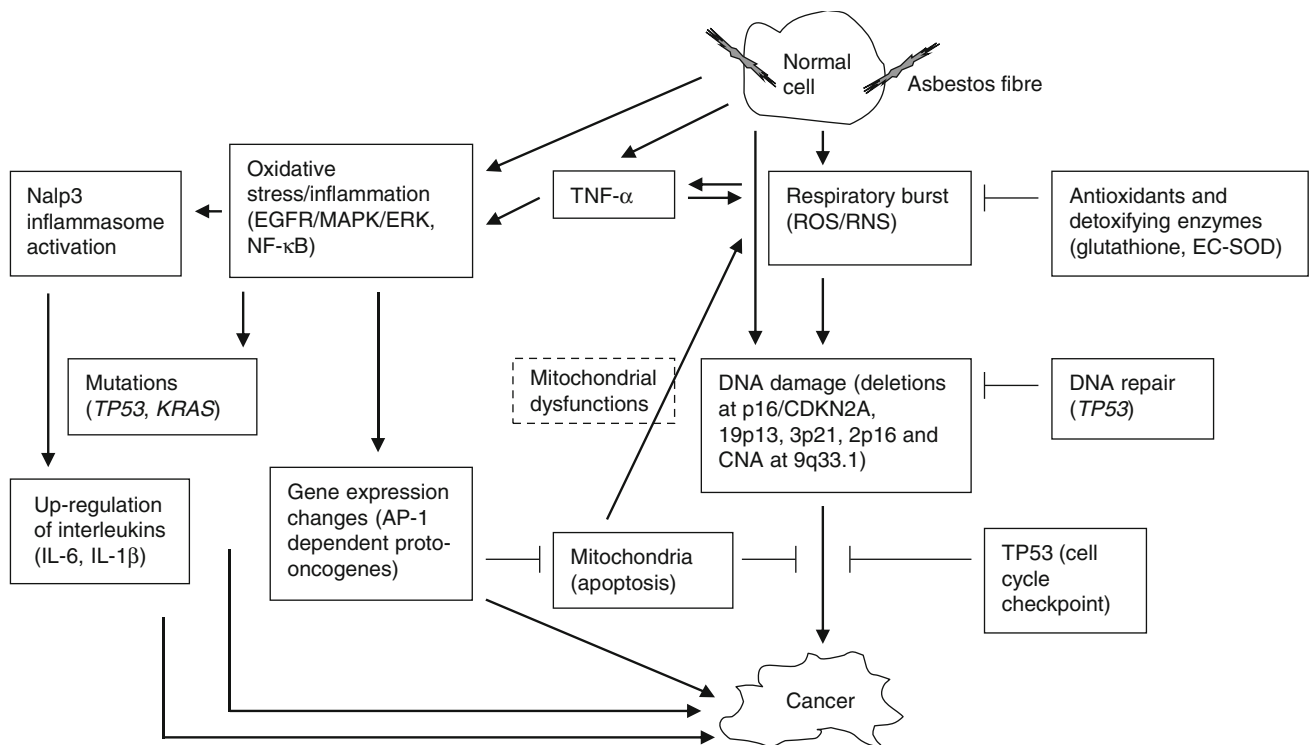 Normal
cell
Asbestos fibre
Nalp3
inflammasome
activation
Oxidative
stress/inflammation
(EGFR/MAPK/ERK,
NF-κB)
TNF-α
Respiratory burst
(ROS/RNS)
Antioxidants and
detoxifying enzymes
(glutathione, EC-SOD)
Mutations
(TP53, KRAS)
Mitochondrial
dysfunctions
DNA damage (deletions
at p16/CDKN2A,
19p13, 3p21, 2p16 and
CNA at 9q33.1)
DNA repair
(TP53)
Up-regulation
of interleukins
(IL-6, IL-1β)
Gene expression
changes (AP-1
dependent proto-
oncogenes)
Mitochondria
(apoptosis)
TP53 (cell
cycle
checkpoint)
Cancer